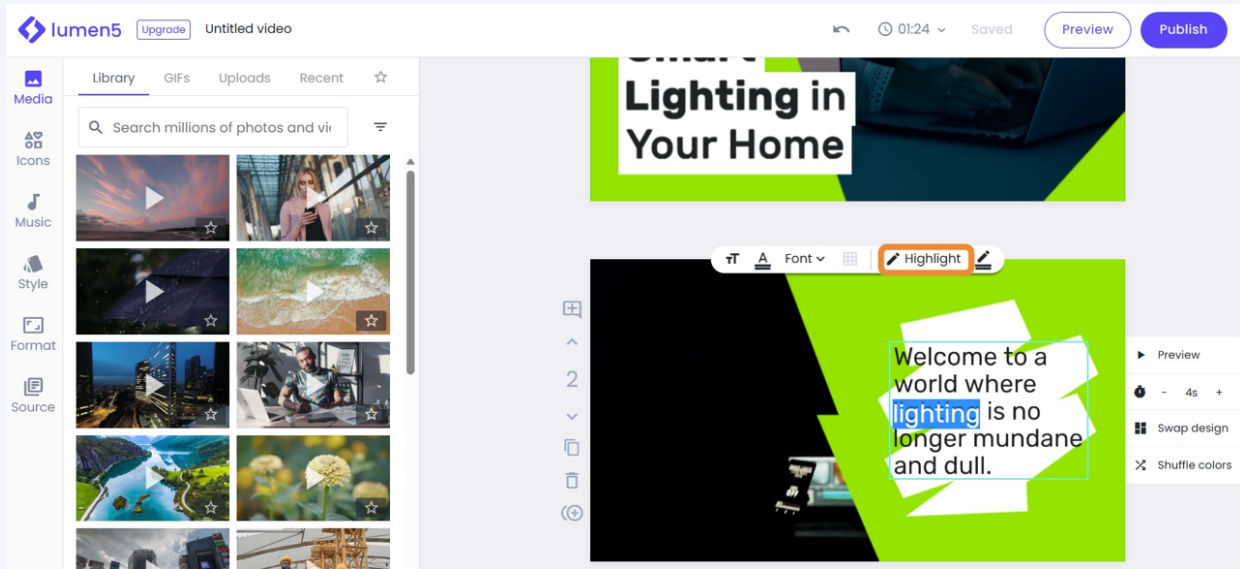 lumen5
Upgrade
Untitled video
01:24
Saved
Preview
Publish
Media
Icons
Music
Style
Format
Source
Library
GIFs
Uploads
Recent
Search millions of photos and vi
Smart
Lighting in
Your Home
Font
Highlight
2
Welcome to a
world where
lighting is no
longer mundane
and dull.
Preview
- 4s +
Swap design
Shuffle colors